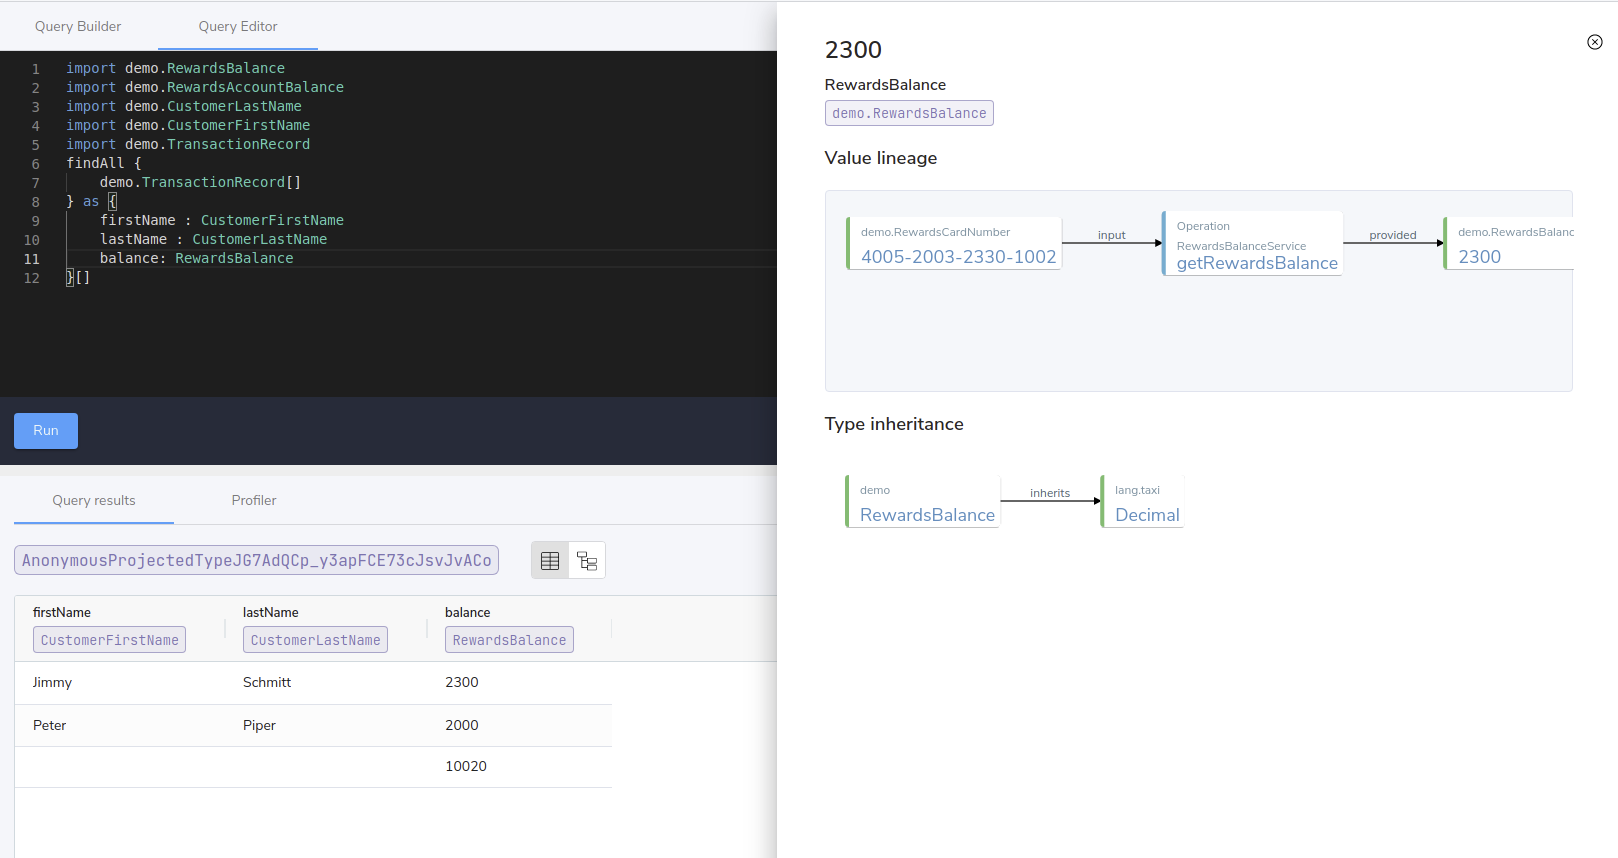 Query Builder
Query Editor
1 import demo.RewardsBalance
2 import demo.RewardsAccountBalance
3 import demo.CustomerLastName
4 import demo.CustomerFirstName
5 import demo.TransactionRecord
6 findAll {
7 demo.TransactionRecord[]
8 } as {
9 firstName : CustomerFirstName
10 lastName : CustomerLastName
11 balance: RewardsBalance
12 }[]
Run
Query results
Profiler
AnonymousProjectedTypeJG7AdQCp_y3apFCE73cJsvJvACo
firstName lastName balance
CustomerFirstName CustomerLastName RewardsBalance
Jimmy Schmitt 2300
Peter Piper 2000
10020
2300
RewardsBalance
demo.RewardsBalance
Value lineage
demo.RewardsCardNumber
4005-2003-2330-1002
input
Operation
RewardsBalanceService
getRewardsBalance
provided
demo.RewardsBalanc
2300
Type inheritance
demo
RewardsBalance
inherits
lang.taxi
Decimal